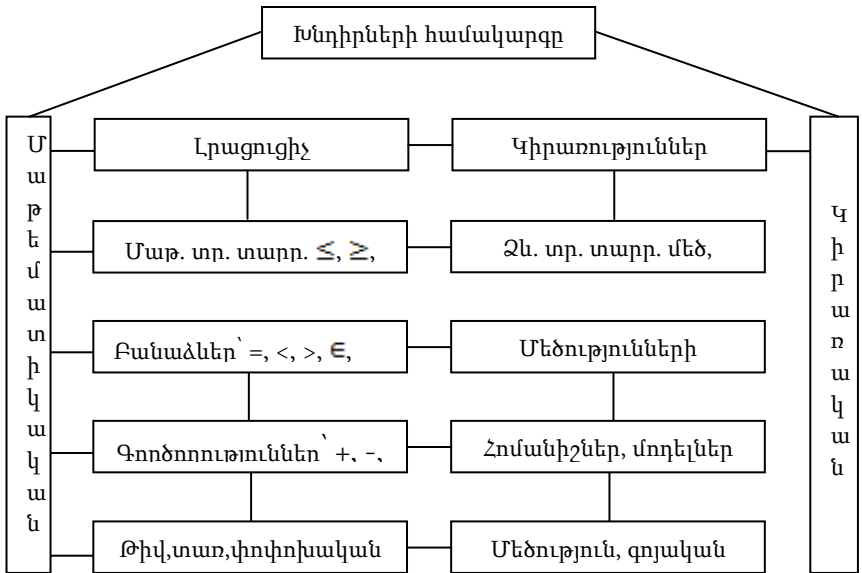 Խնդիրների համակարգը
Մաթեմատիկական
Լրացուցիչ
Կիրառություններ
Մաթ. տր. տարր. ≤, ≥,
Ձև. տր. տարր. մեծ,
Բանաձևեր՝ =, <, >, ∈,
Մեծությունների
Գործողություններ՝ +, -,
Հոմանիշներ, մոդելներ
Թիվ,տառ,փոփոխական
Մեծություն, գոյական
Կիրառական